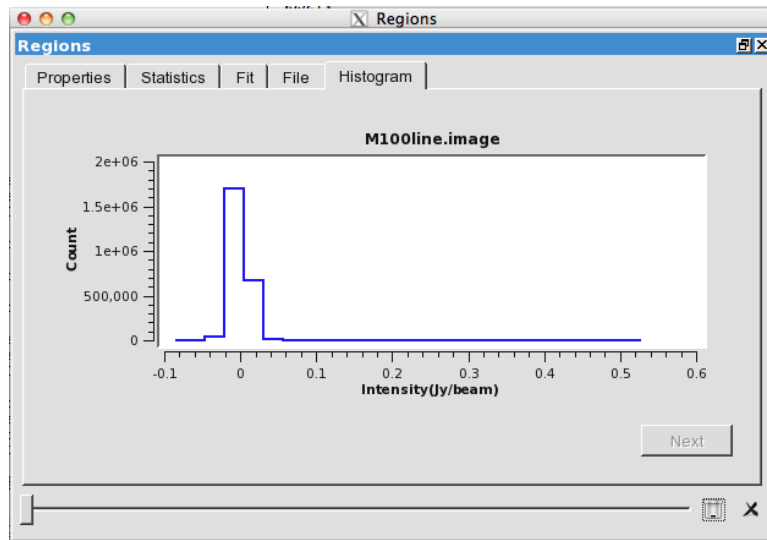 Regions
Regions
Properties Statistics Fit File Histogram
M100line.image
2e+06
1.5e+06
1e+06
500,000
0
Count
-0.1 0 0.1 0.2 0.3 0.4 0.5 0.6
Intensity(Jy/beam)
Next